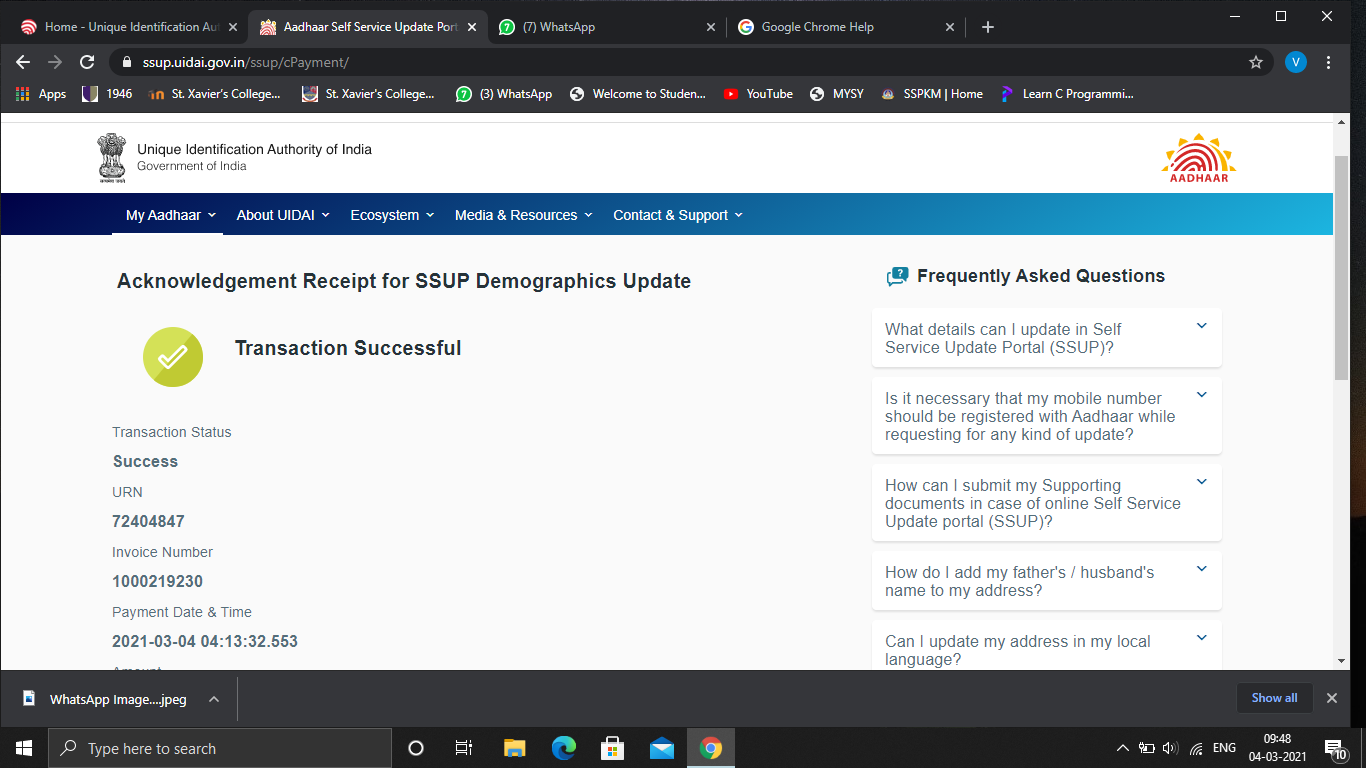 Home - Unique Identification Aut
Aadhaar Self Service Update Port
(7) WhatsApp
Google Chrome Help
ssup.uidai.gov.in/ssup/cPayment/
V
Apps
1946
St. Xavier's College...
St. Xavier's College...
(3) WhatsApp
Welcome to Studen...
YouTube
MYSY
SSPKM | Home
Learn C Programmi...
Unique Identification Authority of India
Government of India
AADHAAR
My Aadhaar
About UIDAI
Ecosystem
Media & Resources
Contact & Support
Acknowledgement Receipt for SSUP Demographics Update
Transaction Successful
Transaction Status
Success
URN
72404847
Invoice Number
1000219230
Payment Date & Time
2021-03-04 04:13:32.553
Amount
Frequently Asked Questions
What details can I update in Self
Service Update Portal (SSUP)?
Is it necessary that my mobile number
should be registered with Aadhaar while
requesting for any kind of update?
How can I submit my Supporting
documents in case of online Self Service
Update portal (SSUP)?
How do I add my father's / husband's
name to my address?
Can I update my address in my local
language?
WhatsApp Image....jpeg
Show all
Type here to search
ENG
09:48
04-03-2021
10